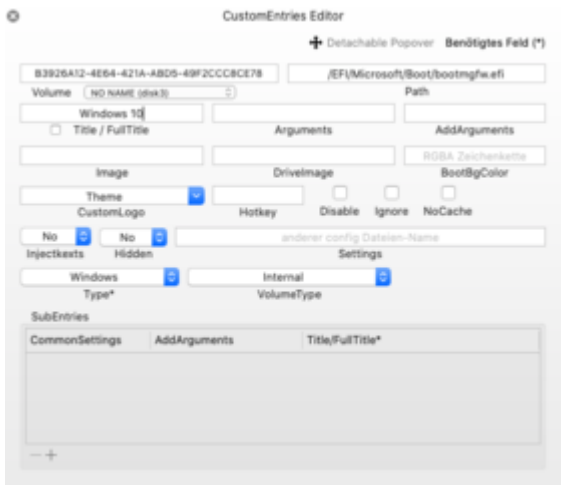 CustomEntries Editor
Detachable Popover Benötigtes Feld (*)
B3926A12-4E64-421A-ABD5-49F2CCC8CE78 /EFI/Microsoft/Boot/bootmgfw.efi
Volume NO NAME (disk3) Path
Windows 10
Title / FullTitle Arguments AddArguments
RGBA Zeichenkette
Image DriveImage BootBgColor
Theme
CustomLogo Hotkey Disable Ignore NoCache
No No anderer config Dateien-Name
Injectkexts Hidden Settings
Windows Internal
Type* VolumeType
SubEntries
CommonSettings AddArguments Title/FullTitle*